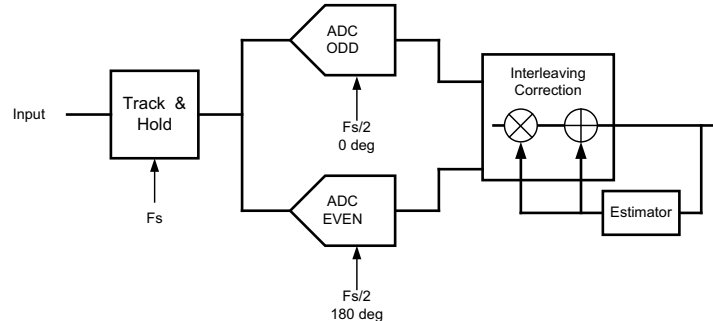 Input
Track & Hold
Fs
ADC
ODD
Fs/2
0 deg
ADC
EVEN
Fs/2
180 deg
Interleaving
Correction
Estimator